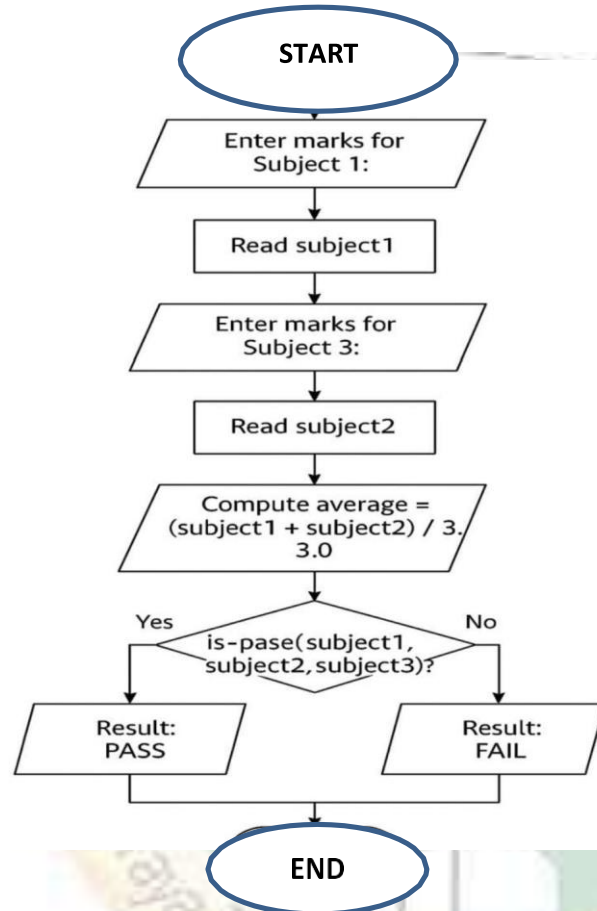 START
Enter marks for
Subject 1:
Read subject1
Enter marks for
Subject 3:
Read subject2
Compute average =
(subject1 + subject2) / 3.
3.0
Yes
No
is-pase(subject1,
subject2,subject3)?
Result:
PASS
Result:
FAIL
END